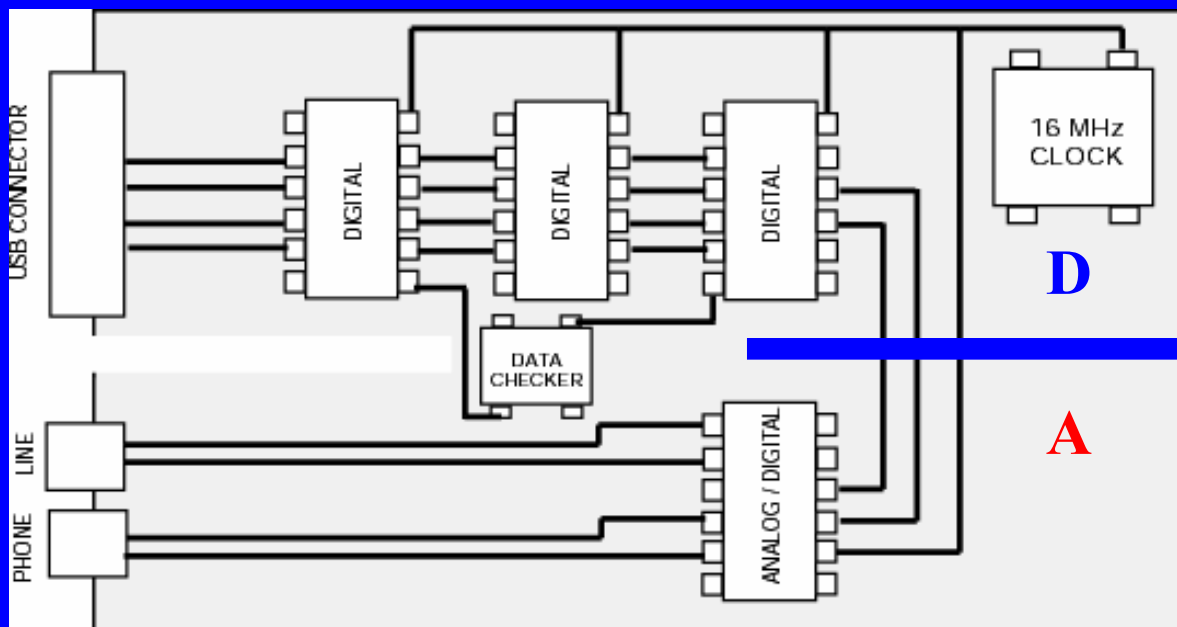 USB CONNECTOR
DIGITAL
DIGITAL
DIGITAL
16 MHz
CLOCK
D
DATA
CHECKER
A
LINE
PHONE
ANALOG / DIGITAL